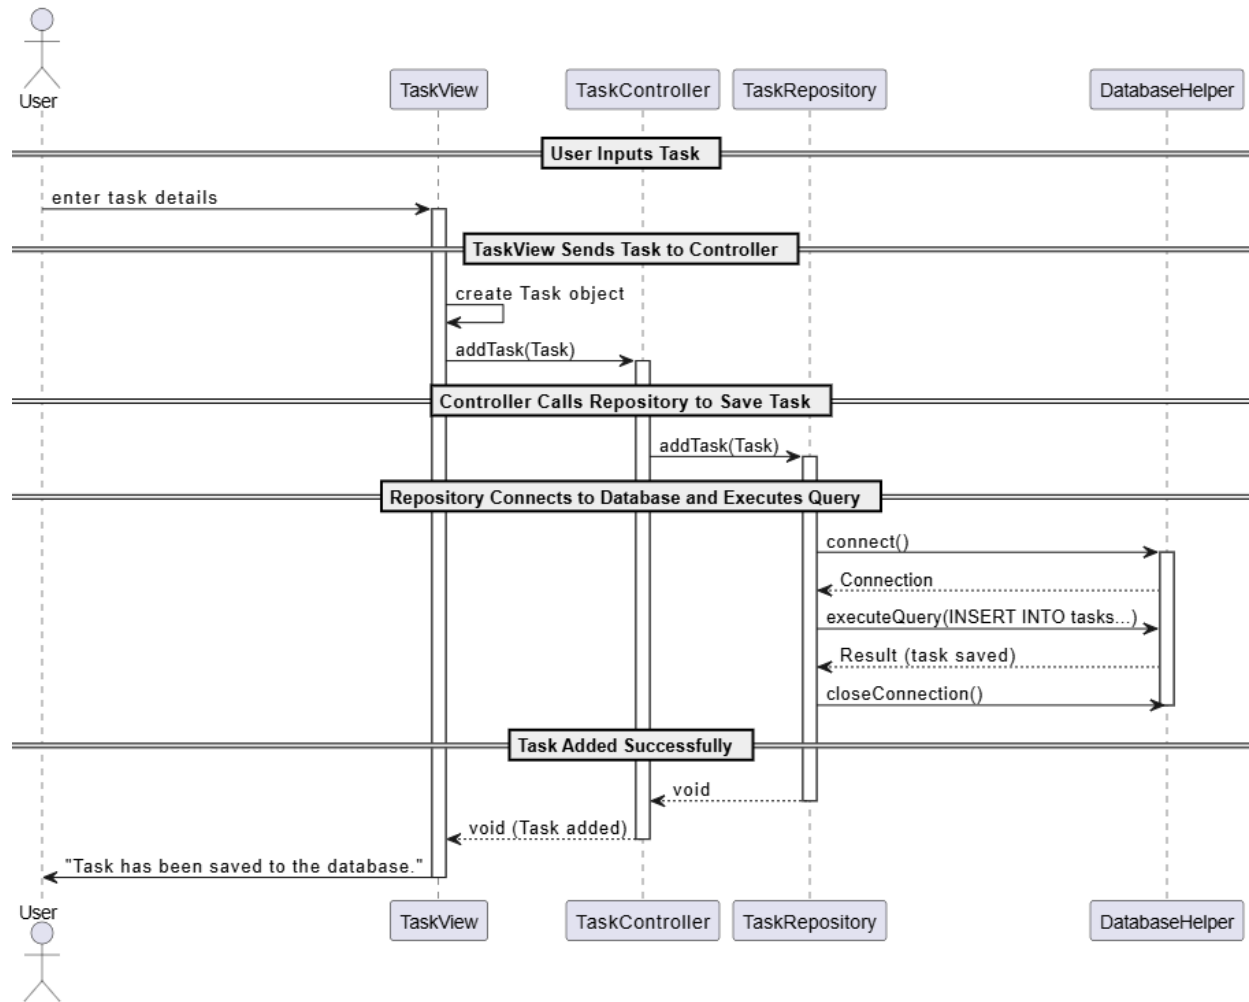 User
TaskView
TaskController
TaskRepository
DatabaseHelper
User Inputs Task
enter task details
TaskView Sends Task to Controller
create Task object
addTask(Task)
Controller Calls Repository to Save Task
addTask(Task)
Repository Connects to Database and Executes Query
connect()
Connection
executeQuery(INSERT INTO tasks...)
Result (task saved)
closeConnection()
Task Added Successfully
void
void (Task added)
"Task has been saved to the database."
User
TaskView
TaskController
TaskRepository
DatabaseHelper